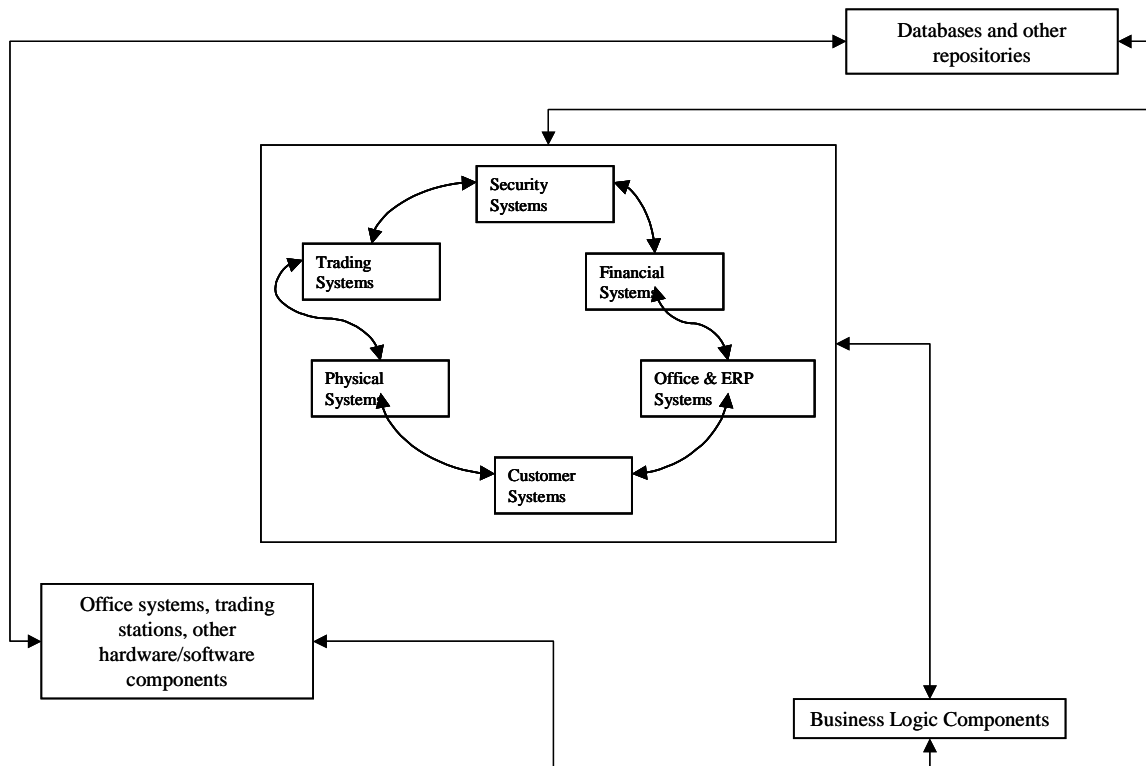 Databases and other
repositories
Security
Systems
Trading
Systems
Financial
Systems
Physical
Systems
Office & ERP
Systems
Customer
Systems
Office systems, trading
stations, other
hardware/software
components
Business Logic Components